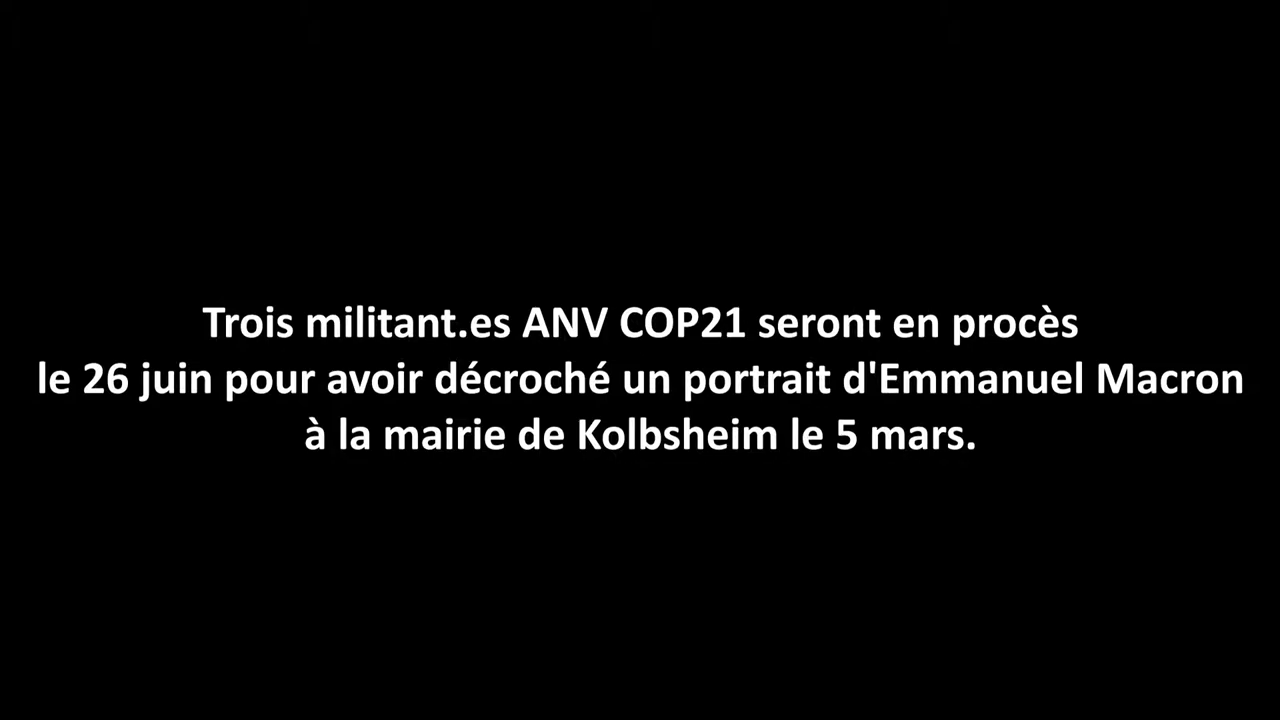 Trois militant.es ANV COP21 seront en procès
le 26 juin pour avoir décroché un portrait d'Emmanuel Macron
à la mairie de Kolbsheim le 5 mars.